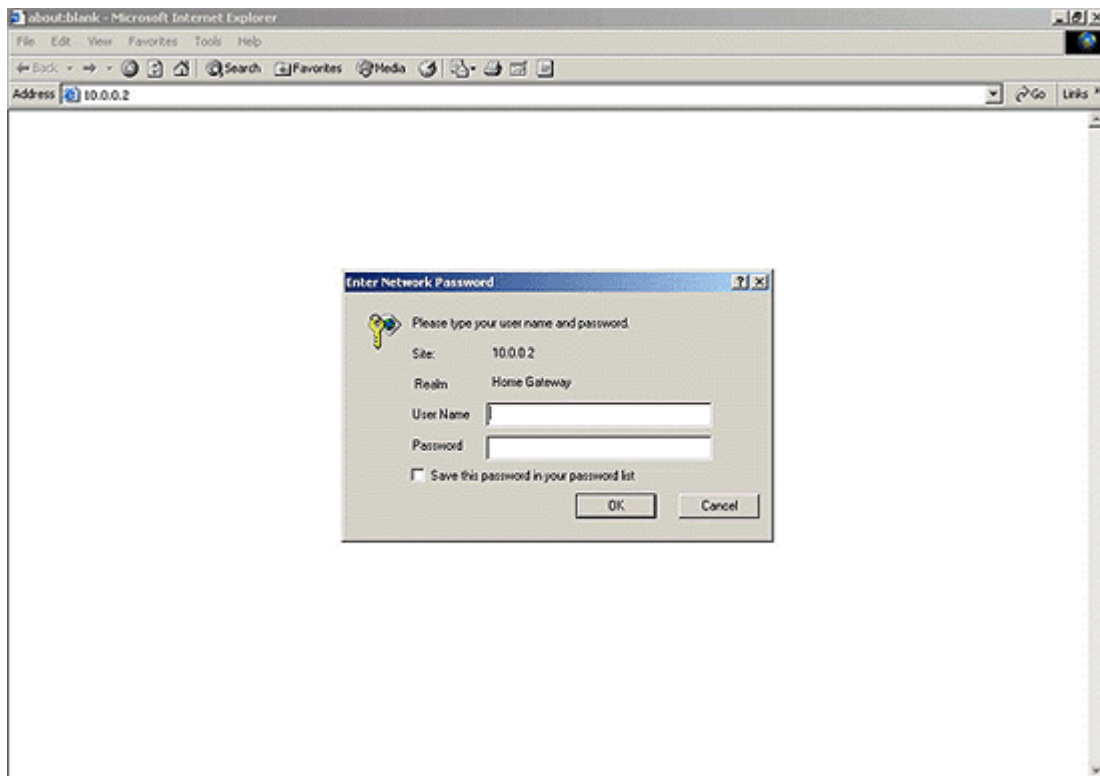 about:blank - Microsoft Internet Explorer
File Edit View Favorites Tools Help
Back Search Favorites Media
Address 10.0.0.2 Go Links »
Enter Network Password
Please type your user name and password.
Site: 10.0.0.2
Realm Home Gateway
User Name
Password
Save this password in your password list
OK Cancel